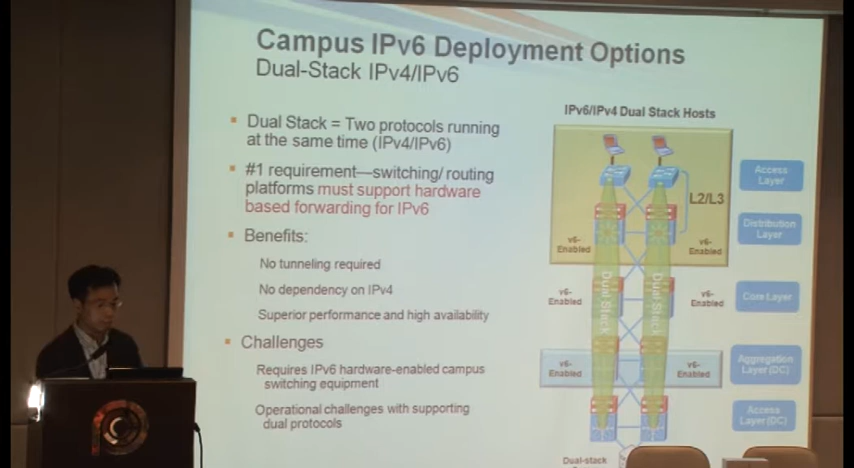 Campus IPv6 Deployment Options
Dual-Stack IPv4/IPv6
Dual Stack = Two protocols running
at the same time (IPv4/IPv6)
#1 requirement—switching/ routing
platforms must support hardware
based forwarding for IPv6
Benefits:
No tunneling required
No dependency on IPv4
Superior performance and high availability
Challenges
Requires IPv6 hardware-enabled campus
switching equipment
Operational challenges with supporting
dual protocols
IPv6/IPv4 Dual Stack Hosts
Access
Layer
L2/L3
Distribution
Layer
v6-
Enabled
v6-
Enabled
Dual Stack
Dual Stack
v6-
Enabled
v6-
Enabled
Core Layer
v6-
Enabled
v6-
Enabled
Aggregation
Layer (DC)
Access
Layer (DC)
Dual-stack